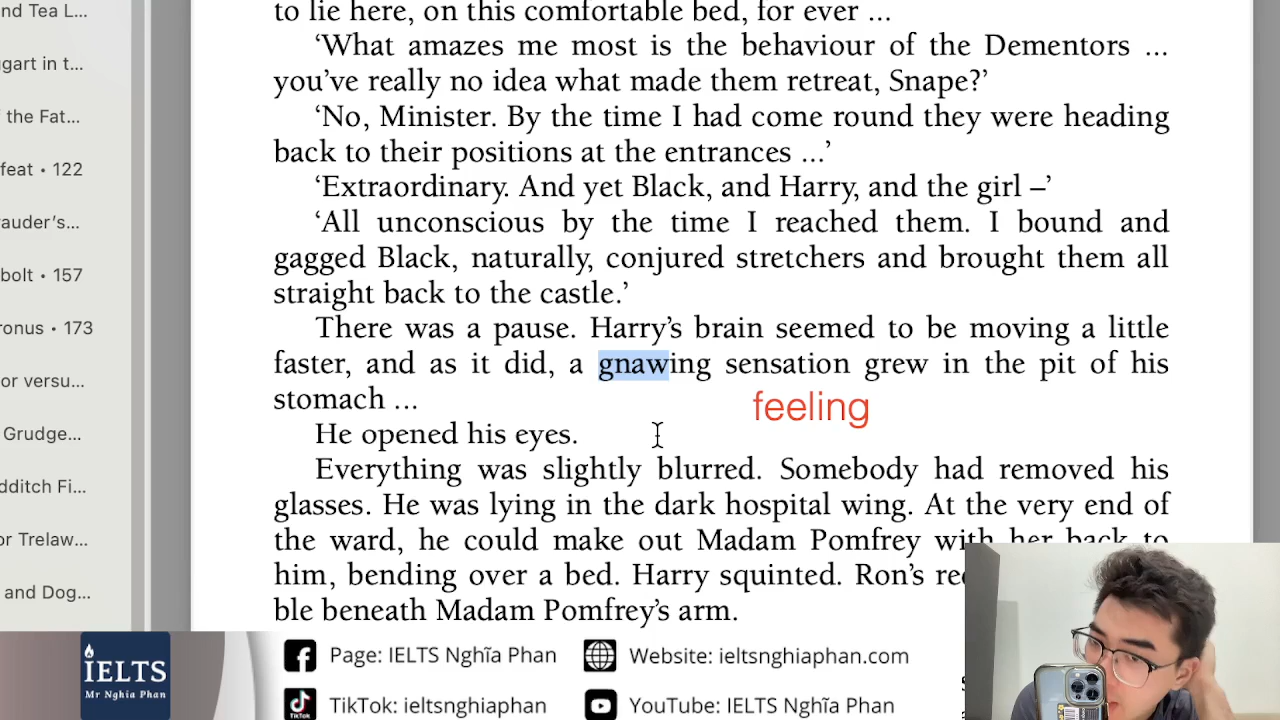 to lie here, on this comfortable bed, for ever ...
nd Tea L...
‘What amazes me most is the behaviour of the Dementors ...
gart in t...
you’ve really no idea what made them retreat, Snape?’
‘No, Minister. By the time I had come round they were heading
the Fat...
back to their positions at the entrances ...’
feat • 122
‘Extraordinary. And yet Black, and Harry, and the girl –’
‘All unconscious by the time I reached them. I bound and
auder’s...
gagged Black, naturally, conjured stretchers and brought them all
bolt • 157
straight back to the castle.’
There was a pause. Harry’s brain seemed to be moving a little
ronus • 173
faster, and as it did, a gnawing sensation grew in the pit of his
or versu...
stomach ...
feeling
He opened his eyes.
Grudge...
Everything was slightly blurred. Somebody had removed his
dditch Fi...
glasses. He was lying in the dark hospital wing. At the very end of
the ward, he could make out Madam Pomfrey with her back to
or Trelaw...
him, bending over a bed. Harry squinted. Ron’s re
and Dog...
ble beneath Madam Pomfrey’s arm.
IELTS
Mr Nghia Phan
Page: IELTS Nghĩa Phan
Website: ieltsnghiaphan.com
TikTok
TikTok: ieltsnghiaphan
YouTube: IELTS Nghĩa Phan